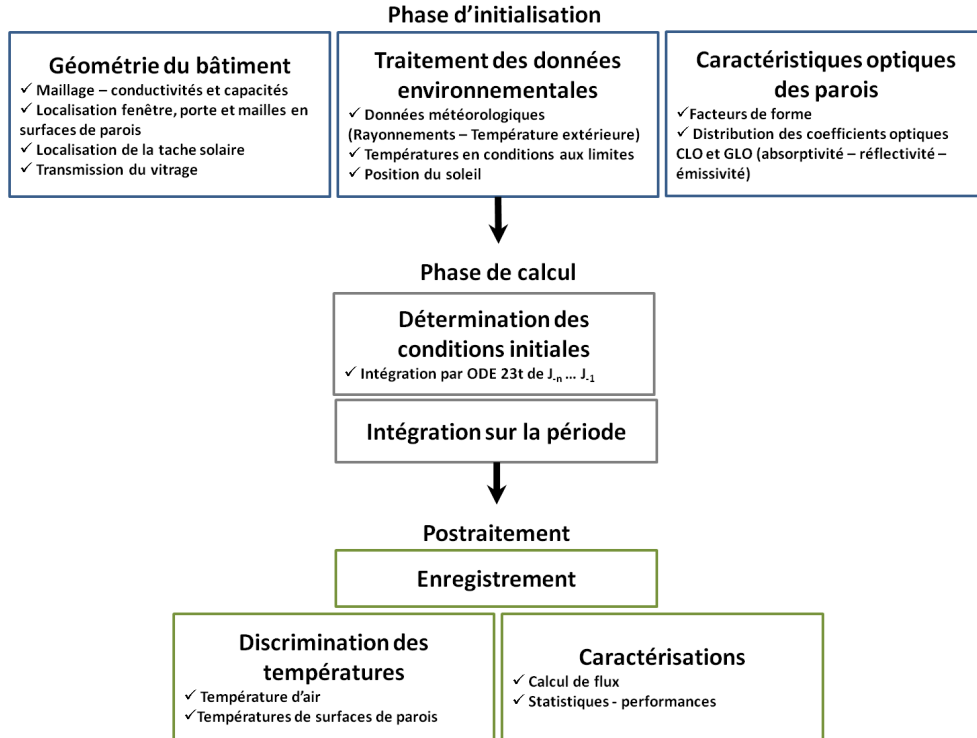 Phase d'initialisation
Géométrie du bâtiment
✓ Maillage – conductivités et capacités
✓ Localisation fenêtre, porte et mailles en
surfaces de parois
✓ Localisation de la tache solaire
✓ Transmission du vitrage
Traitement des données
environnementales
✓ Données météorologiques
(Rayonnements – Température extérieure)
✓ Températures en conditions aux limites
✓ Position du soleil
Caractéristiques optiques
des parois
✓Facteurs de forme
✓ Distribution des coefficients optiques
CLO et GLO (absorptivité – réflectivité –
émissivité)
Phase de calcul
Détermination des
conditions initiales
✓ Intégration par ODE 23t de J-n ... J-1
Intégration sur la période
Postraitement
Enregistrement
Discrimination des
températures
✓ Température d'air
✓Températures de surfaces de parois
Caractérisations
✓ Calcul de flux
✓ Statistiques - performances